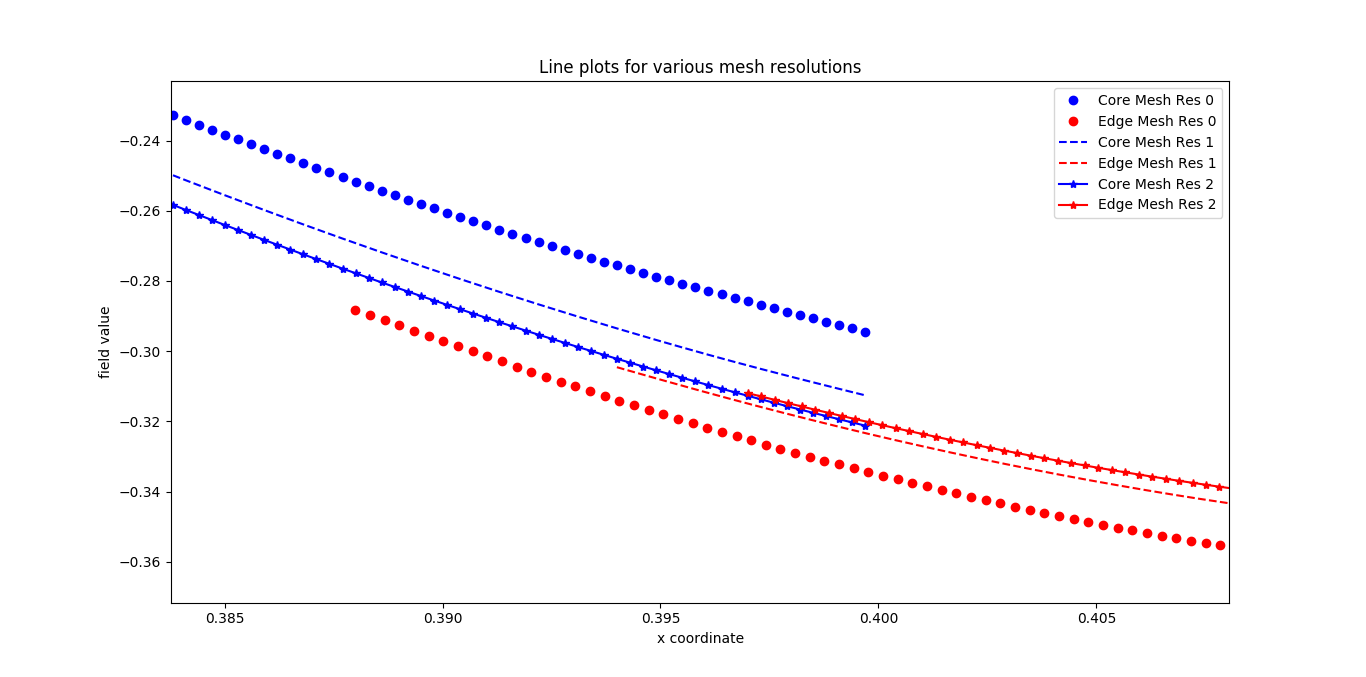 Line plots for various mesh resolutions
Core Mesh Res 0
Edge Mesh Res 0
Core Mesh Res 1
Edge Mesh Res 1
Core Mesh Res 2
Edge Mesh Res 2
−0.24
−0.26
−0.28
−0.30
−0.32
−0.34
−0.36
field value
0.385 0.390 0.395 0.400 0.405
x coordinate